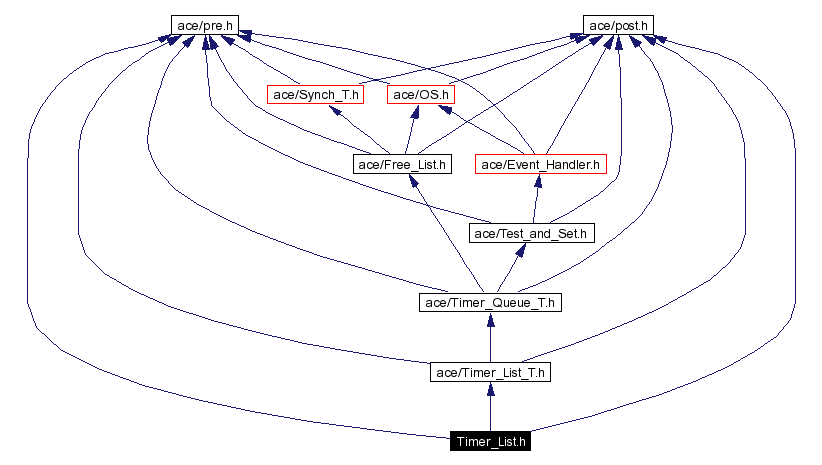 ace/pre.h
ace/post.h
ace/Synch_T.h
ace/OS.h
ace/Free_List.h
ace/Event_Handler.h
ace/Test_and_Set.h
ace/Timer_Queue_T.h
ace/Timer_List_T.h
Timer_List.h